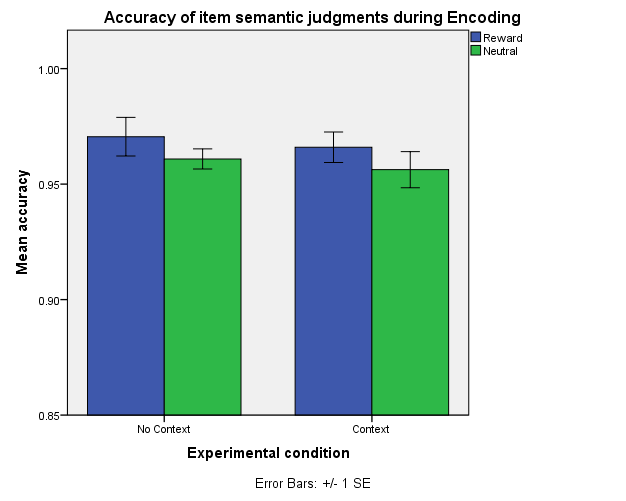 Accuracy of item semantic judgments during Encoding
Reward
Neutral
1.00
0.95
0.90
0.85
Mean accuracy
No Context
Context
Experimental condition
Error Bars: +/- 1 SE